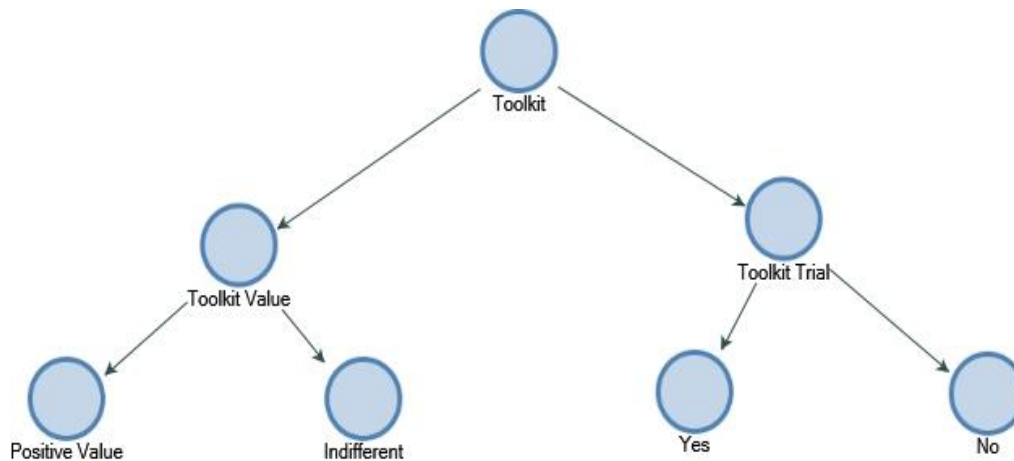 Toolkit
Toolkit Value
Toolkit Trial
Positive Value
Indifferent
Yes
No